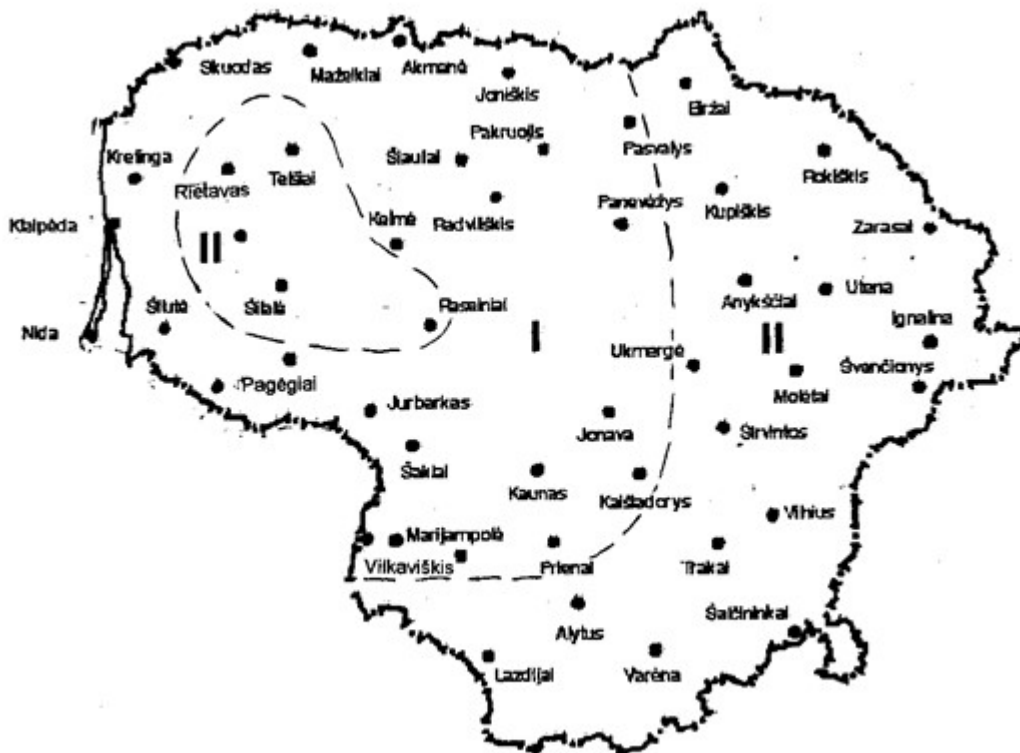 Skuodas
Mažeikiai
Akmanė
Joniškis
Biržai
Pakruojis
Pasvalys
Kretinga
Šiauliai
Rokiškis
Rietavas
Telšiai
Radviliškis
Panevėdys
Kupiškis
Klaipėda
Kelmė
Zarasai
II
Anykščiai
Utena
Šilutė
Šilalė
Raseiniai
Ignalina
Nida
I
II
Ukmergė
Švenčionys
Pagėgiai
Molėtai
Jurbarkas
Jonava
Širvintos
Šakiai
Kaunas
Kaišiadorys
Vilnius
Marijampolė
Vilkaviškis
Prienai
Trakai
Alytus
Šalčininkai
Lazdijai
Varėna